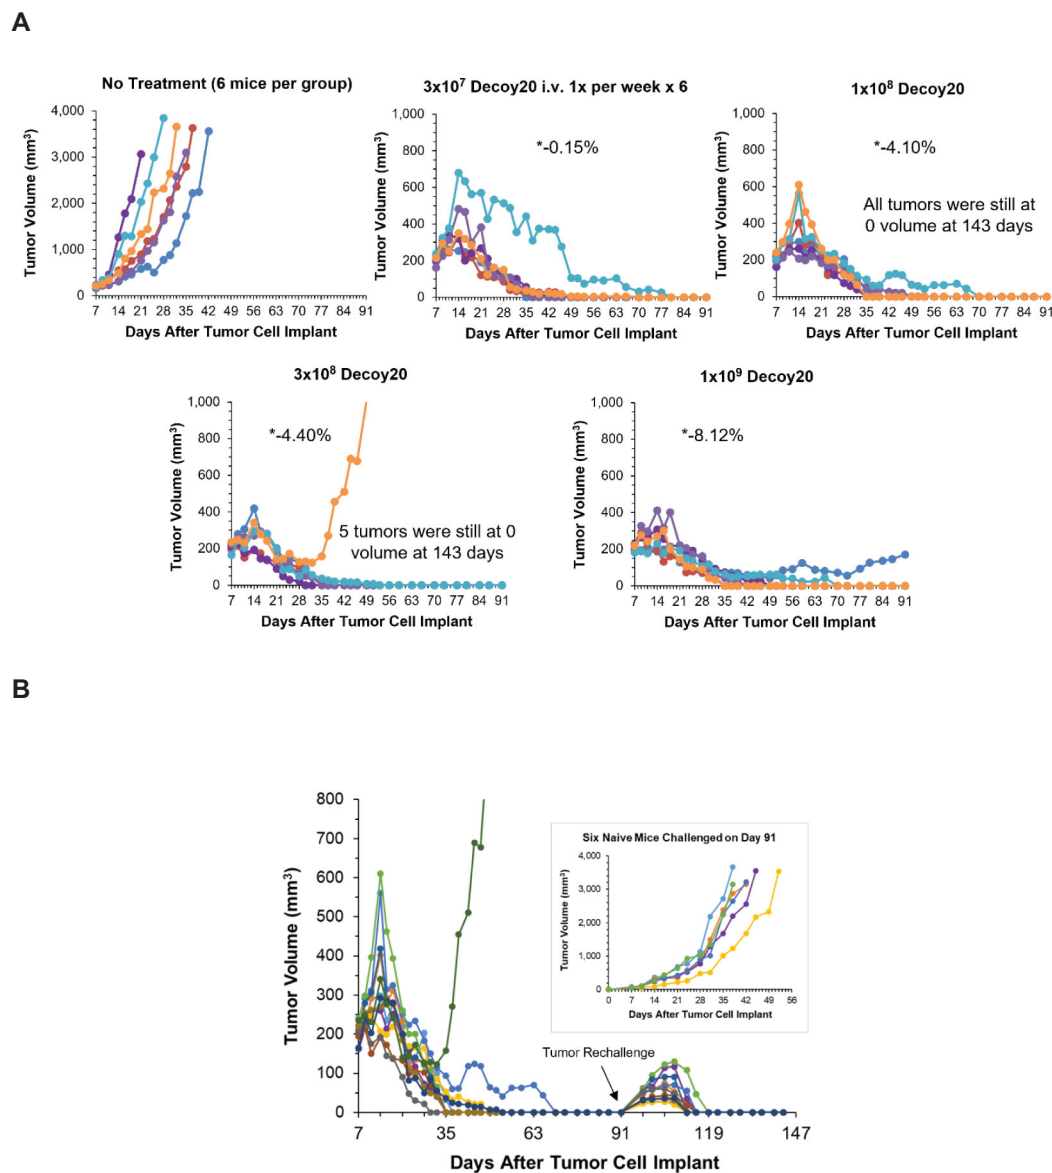 A
No Treatment (6 mice per group)
4,000
3,000
2,000
1,000
0
Tumor Volume (mm³)
7 14 21 28 35 42 49 56 63 70 77 84 91
Days After Tumor Cell Implant
3x10⁷ Decoy20 i.v. 1x per week x 6
1,000
800
600
400
200
0
Tumor Volume (mm³)
*-0.15%
7 14 21 28 35 42 49 56 63 70 77 84 91
Days After Tumor Cell Implant
1x10⁸ Decoy20
1,000
800
600
400
200
0
Tumor Volume (mm³)
*-4.10%
All tumors were still at
0 volume at 143 days
7 14 21 28 35 42 49 56 63 70 77 84 91
Days After Tumor Cell Implant
3x10⁸ Decoy20
1,000
800
600
400
200
0
Tumor Volume (mm³)
*-4.40%
5 tumors were still at 0
volume at 143 days
7 14 21 28 35 42 49 56 63 70 77 84 91
Days After Tumor Cell Implant
1x10⁹ Decoy20
1,000
800
600
400
200
0
Tumor Volume (mm³)
*-8.12%
7 14 21 28 35 42 49 56 63 70 77 84 91
Days After Tumor Cell Implant
B
800
700
600
500
400
300
200
100
0
Tumor Volume (mm³)
Six Naive Mice Challenged on Day 91
4,000
3,000
2,000
1,000
0
Tumor Volume (mm³)
0 7 14 21 28 35 42 49 56
Days After Tumor Cell Implant
Tumor Rechallenge
7 35 63 91 119 147
Days After Tumor Cell Implant